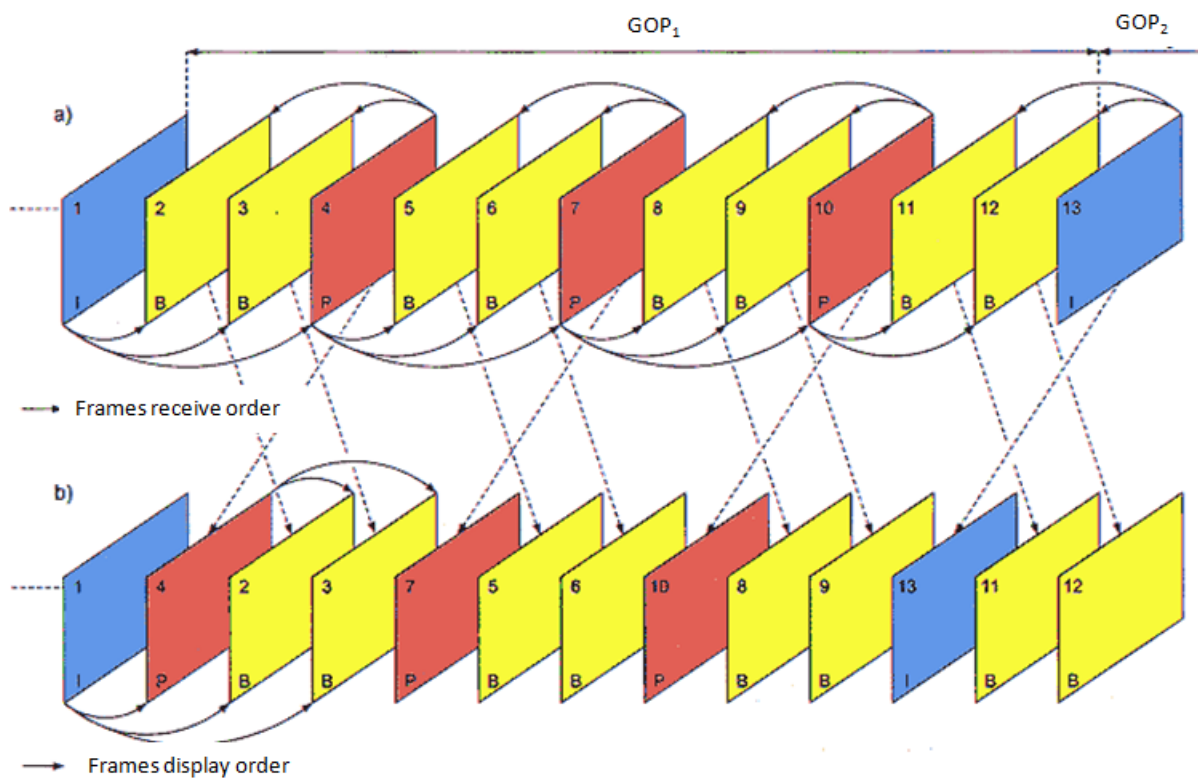 GOP₁ GOP₂
a)
1 2 3 4 5 6 7 8 9 10 11 12 13
I B B P B B P B B P B B I
Frames receive order
b)
1 4 2 3 7 5 6 10 8 9 13 11 12
I P B B P B B P B B I B B
Frames display order